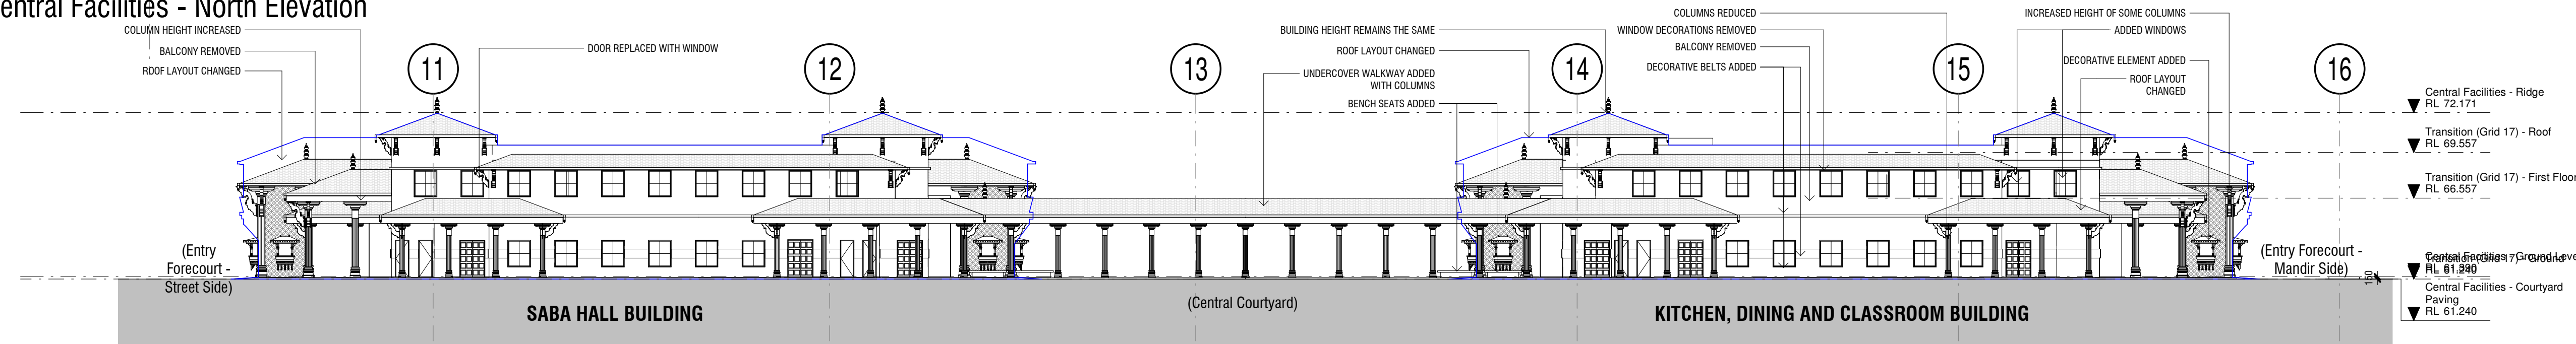 entral Facilities - North Elevation
COLUMN HEIGHT INCREASED
BALCONY REMOVED
ROOF LAYOUT CHANGED
DOOR REPLACED WITH WINDOW
BUILDING HEIGHT REMAINS THE SAME
ROOF LAYOUT CHANGED
UNDERCOVER WALKWAY ADDED
WITH COLUMNS
BENCH SEATS ADDED
COLUMNS REDUCED
WINDOW DECORATIONS REMOVED
BALCONY REMOVED
DECORATIVE BELTS ADDED
INCREASED HEIGHT OF SOME COLUMNS
ADDED WINDOWS
DECORATIVE ELEMENT ADDED
ROOF LAYOUT
CHANGED
11
12
13
14
15
16
Central Facilities - Ridge
RL 72.171
Transition (Grid 17) - Roof
RL 69.557
Transition (Grid 17) - First Floor
RL 66.557
(Entry
Forecourt -
Street Side)
(Entry Forecourt -
Mandir Side)
Central Facilities - Courtyard
Paving
RL 61.240
(Central Courtyard)
SABA HALL BUILDING
KITCHEN, DINING AND CLASSROOM BUILDING